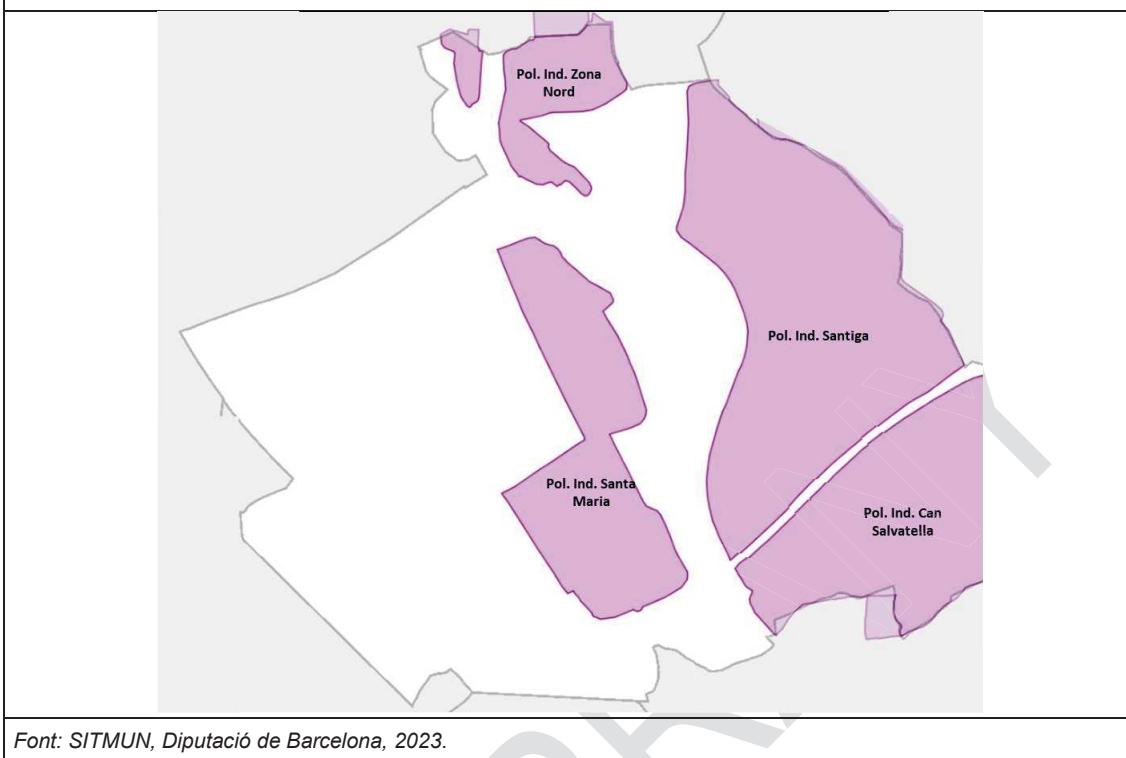 Pol. Ind. Zona
Nord
Pol. Ind. Santiga
Pol. Ind. Santa
Maria
Pol. Ind. Can
Salvatella
Font: SITMUN, Diputació de Barcelona, 2023.